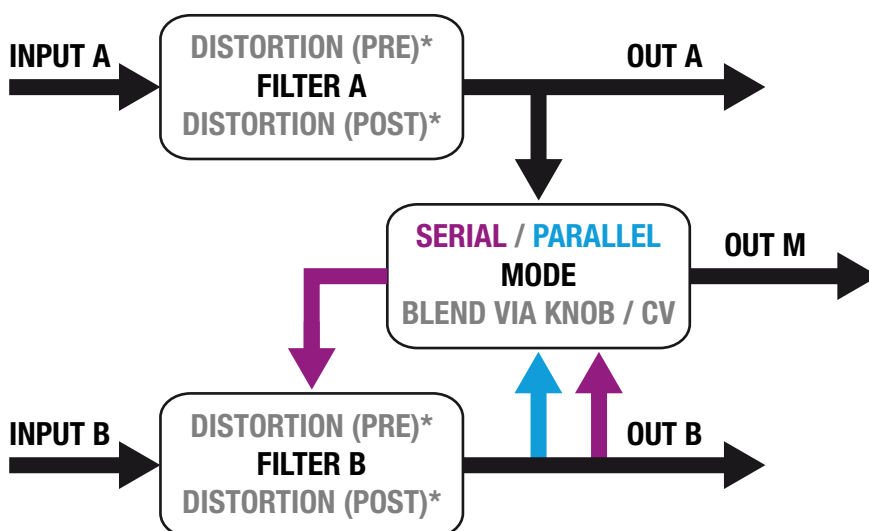 INPUT A
DISTORTION (PRE)*
FILTER A
DISTORTION (POST)*
OUT A
SERIAL / PARALLEL
MODE
BLEND VIA KNOB / CV
OUT M
INPUT B
DISTORTION (PRE)*
FILTER B
DISTORTION (POST)*
OUT B